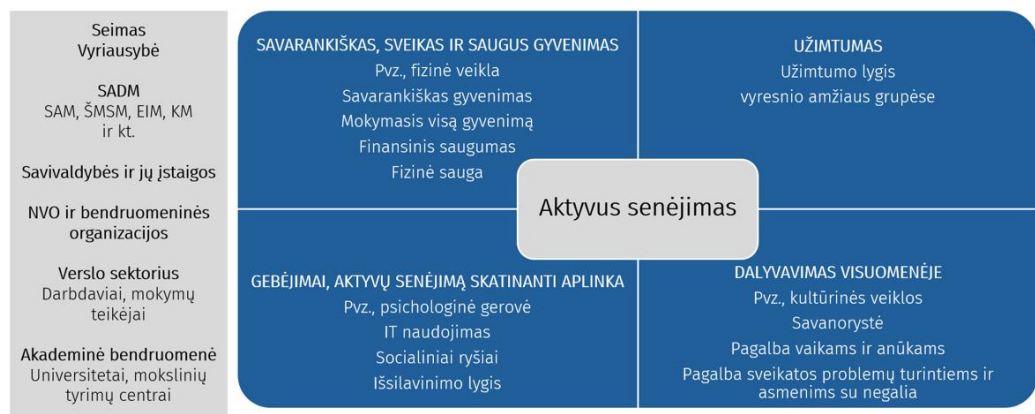 Seimas
Vyriausybė
SADM
SAM, ŠMSM, EIM, KM
ir kt.
Savivaldybės ir jų įstaigos
NVO ir bendruomeninės
organizacijos
Verslo sektorius
Darbdaviai, mokymų
teikėjai
Akademinė bendruomenė
Universitetai, mokslinių
tyrimų centrai
SAVARANKIŠKAS, SVEIKAS IR SAUGUS GYVENIMAS
Pvz., fizinė veikla
Savarankiškas gyvenimas
Mokymasis visą gyvenimą
Finansinis saugumas
Fizinė sauga
UŽIMTUMAS
Užimtumo lygis
vyresnio amžiaus grupėse
Aktyvus senėjimas
GEBĖJIMAI, AKTYVŲ SENĖJIMĄ SKATINANTI APLINKA
Pvz., psichologinė gerovė
IT naudojimas
Socialiniai ryšiai
Išsilavinimo lygis
DALYVAVIMAS VISUOMENĖJE
Pvz., kultūrinės veiklos
Savanorystė
Pagalba vaikams ir anūkams
Pagalba sveikatos problemų turintiems ir
asmenims su negalia